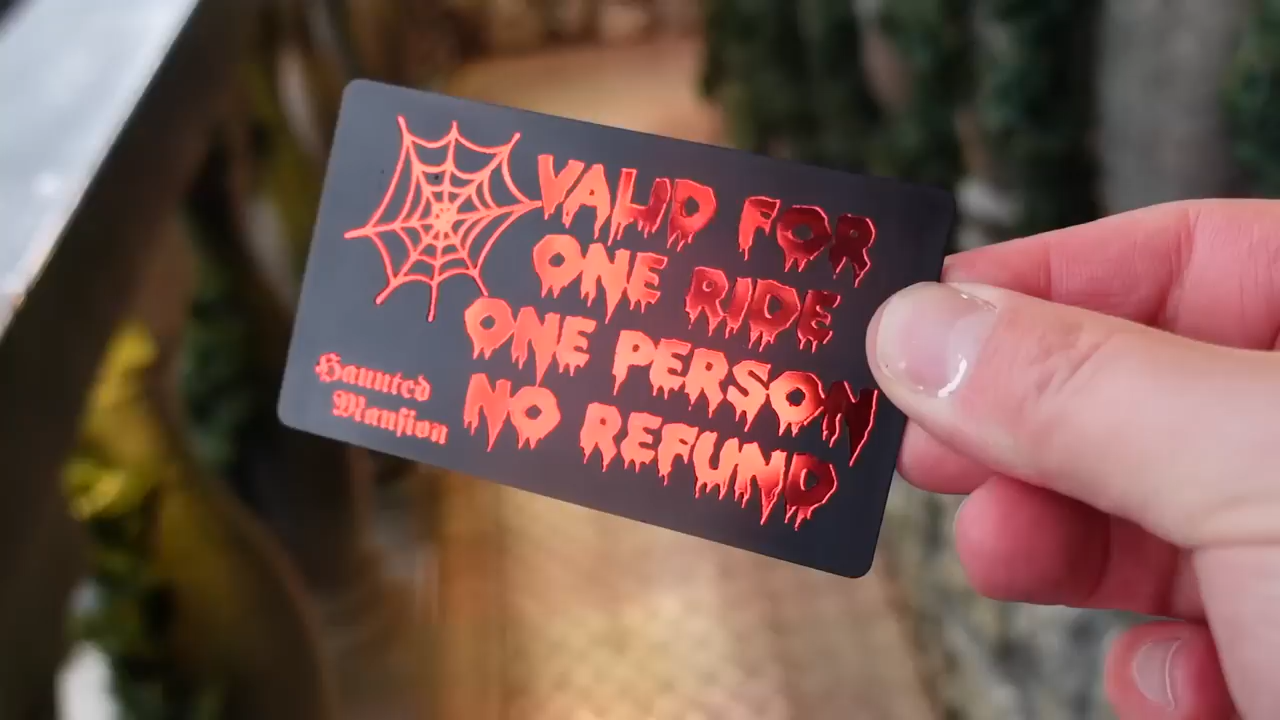 VALID FOR
ONE RIDE
ONE PERSON
NO REFUND
Haunted
Mansion